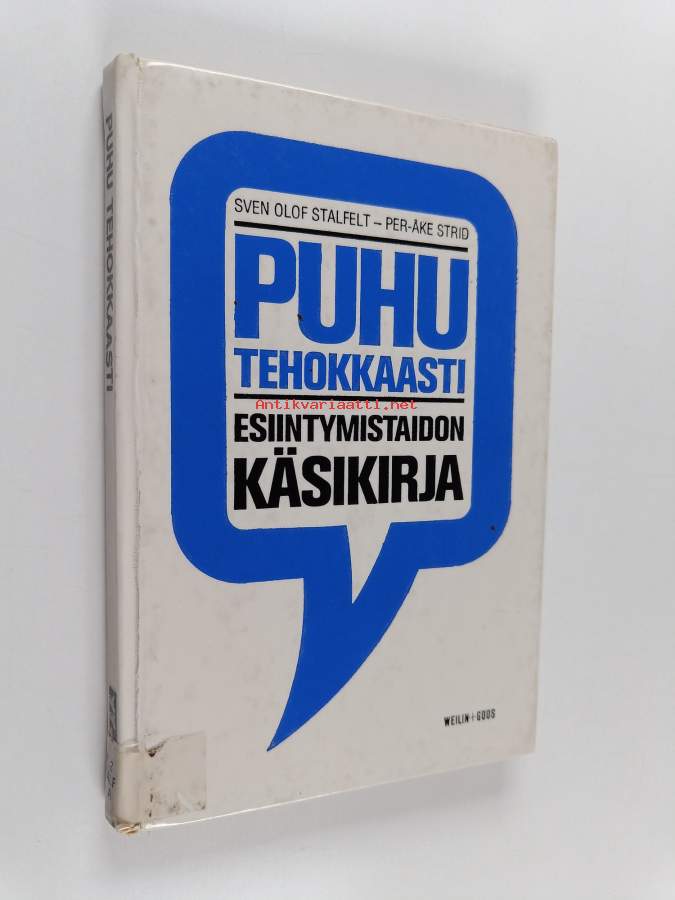 SVEN OLOF STALFELT – PER-ÅKE STRID
PUHU
TEHOKKAASTI
Antikvariaatti.net
ESIINTYMISTAIDON
KÄSIKIRJA
WEILIN+GÖÖS
PUHU TEHOKKAASTI